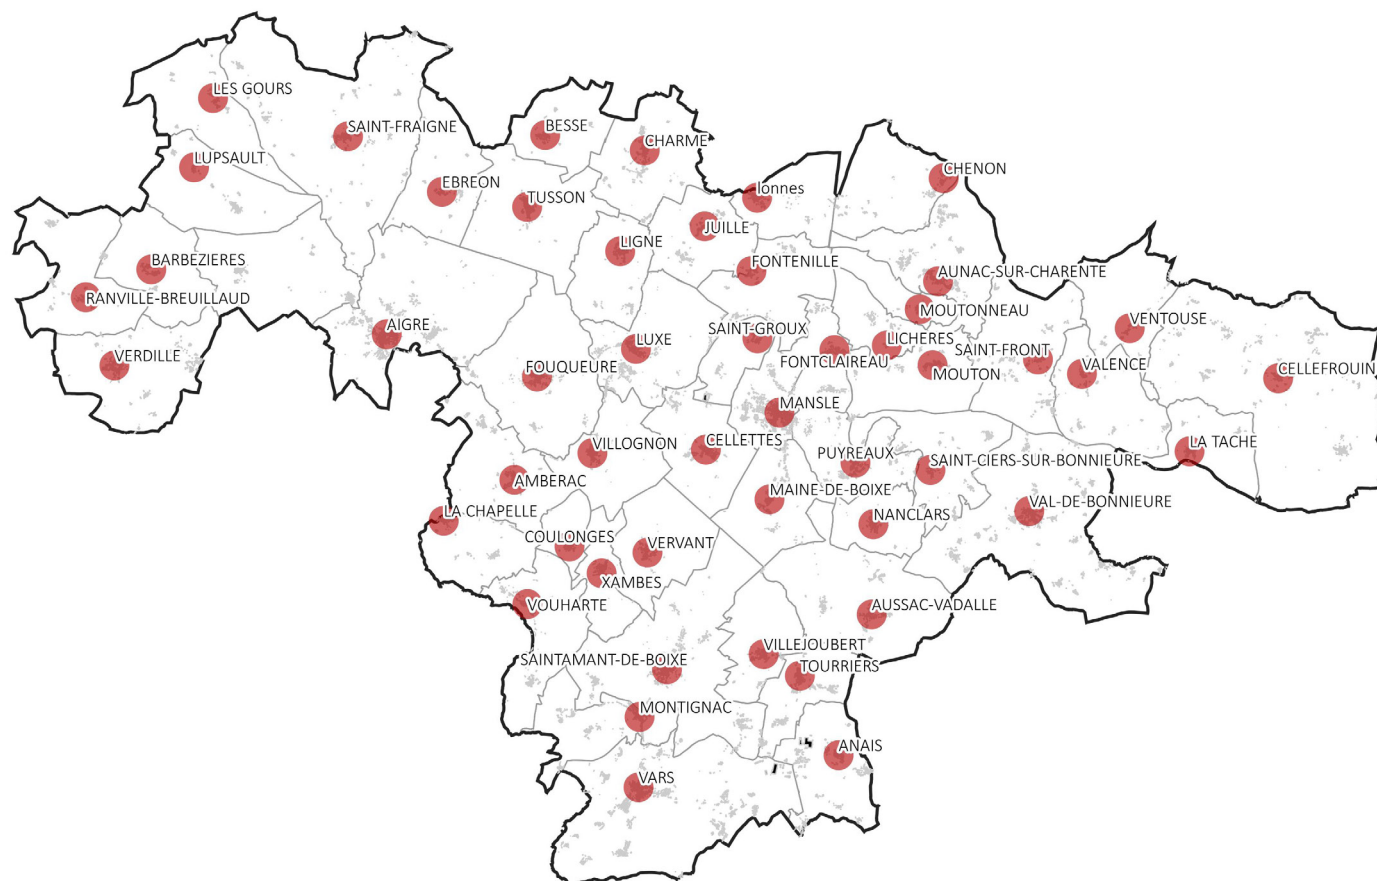 LES GOURS
SAINT-FRAIGNE
BESSE
CHARME
LUPSAULT
CHENON
EBREON
TUSSON
Ionnes
JUILLE
LIGNE
BARBEZIERES
FONTENILLE
AUNAC-SUR-CHARENTE
RANVILLE-BREUILLAUD
MOUTONNEAU
AIGRE
SAINT-GROUX
VENTOUSE
LUXE
LICHERES
SAINT-FRONT
VERDILLE
FOUQUEURE
FONTCLAIREAU
MOUTON
VALENCE
CELLEFROUIN
MANSLE
VILLOGNON
CELLETTES
LA TACHE
PUYREAUX
SAINT-CIERS-SUR-BONNIEURE
AMBERAC
MAINE-DE-BOIXE
VAL-DE-BONNIEURE
LA CHAPELLE
NANCLARS
COULONGES
VERVANT
XAMBES
VOUHARTE
AUSSAC-VADALLE
VILLEJOUBERT
SAINTAMANT-DE-BOIXE
TOURRIERS
MONTIGNAC
ANAIS
VARS